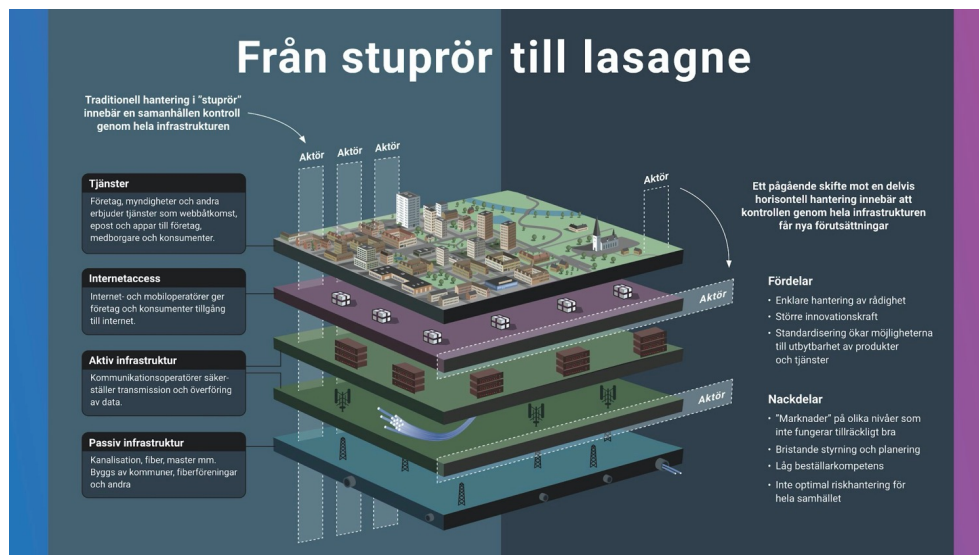 Från stuprör till lasagne
Traditionell hantering i "stuprör"
innebär en samanhållen kontroll
genom hela infrastrukturen
Aktör
Aktör
Aktör
Aktör
Tjänster
Företag, myndigheter och andra
erbjuder tjänster som webbåtkomst,
epost och appar till företag,
medborgare och konsumenter.
Internetaccess
Internet- och mobiloperatörer ger
företag och konsumenter tillgång
till internet.
Aktiv infrastruktur
Kommunikationsoperatörer säker-
ställer transmission och överföring
av data.
Passiv infrastruktur
Kanalisation, fiber, master mm.
Byggs av kommuner, fiberföreningar
och andra
Aktör
Aktör
Ett pågående skifte mot en delvis
horisontell hantering innebär att
kontrollen genom hela infrastrukturen
får nya förutsättningar
Fördelar
• Enklare hantering av rådighet
• Större innovationskraft
• Standardisering ökar möjligheterna
till utbytbarhet av produkter
och tjänster
Nackdelar
• "Marknader" på olika nivåer som
inte fungerar tillräckligt bra
• Bristande styrning och planering
• Låg beställarkompetens
• Inte optimal riskhantering för
hela samhället